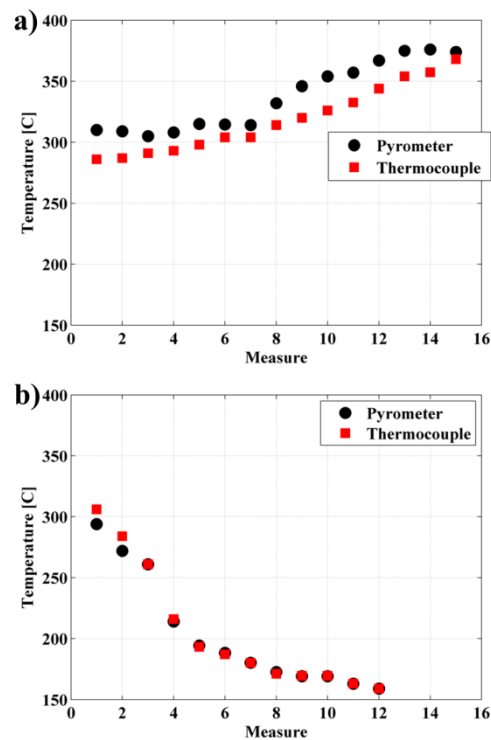 a)
400
350
300
250
200
150
Temperature [C]
Pyrometer
Thermocouple
0 2 4 6 8 10 12 14 16
Measure
b)
400
350
300
250
200
150
Temperature [C]
Pyrometer
Thermocouple
0 2 4 6 8 10 12 14 16
Measure